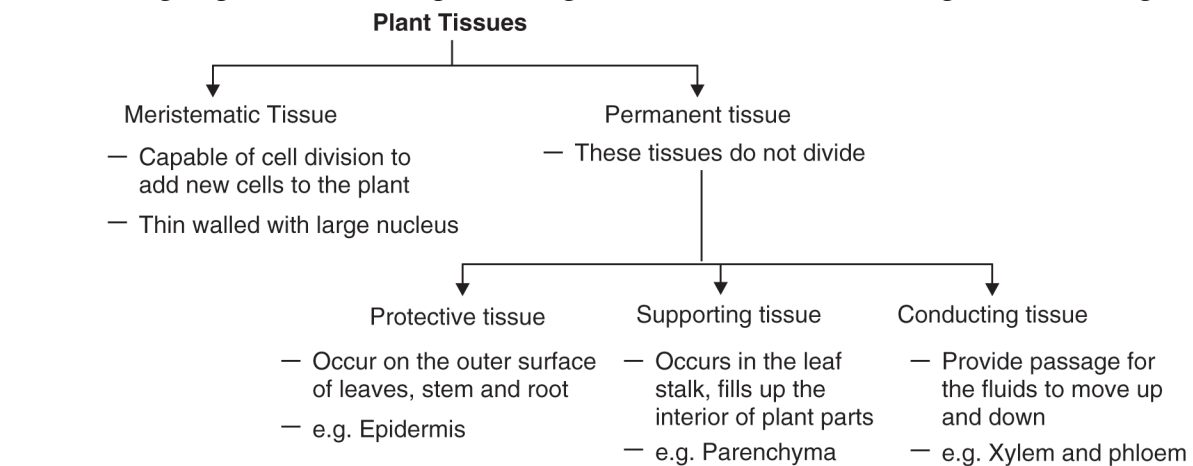 Plant Tissues
Meristematic Tissue
— Capable of cell division to
add new cells to the plant
— Thin walled with large nucleus
Permanent tissue
— These tissues do not divide
Protective tissue
— Occur on the outer surface
of leaves, stem and root
— e.g. Epidermis
Supporting tissue
— Occurs in the leaf
stalk, fills up the
interior of plant parts
— e.g. Parenchyma
Conducting tissue
— Provide passage for
the fluids to move up
and down
— e.g. Xylem and phloem